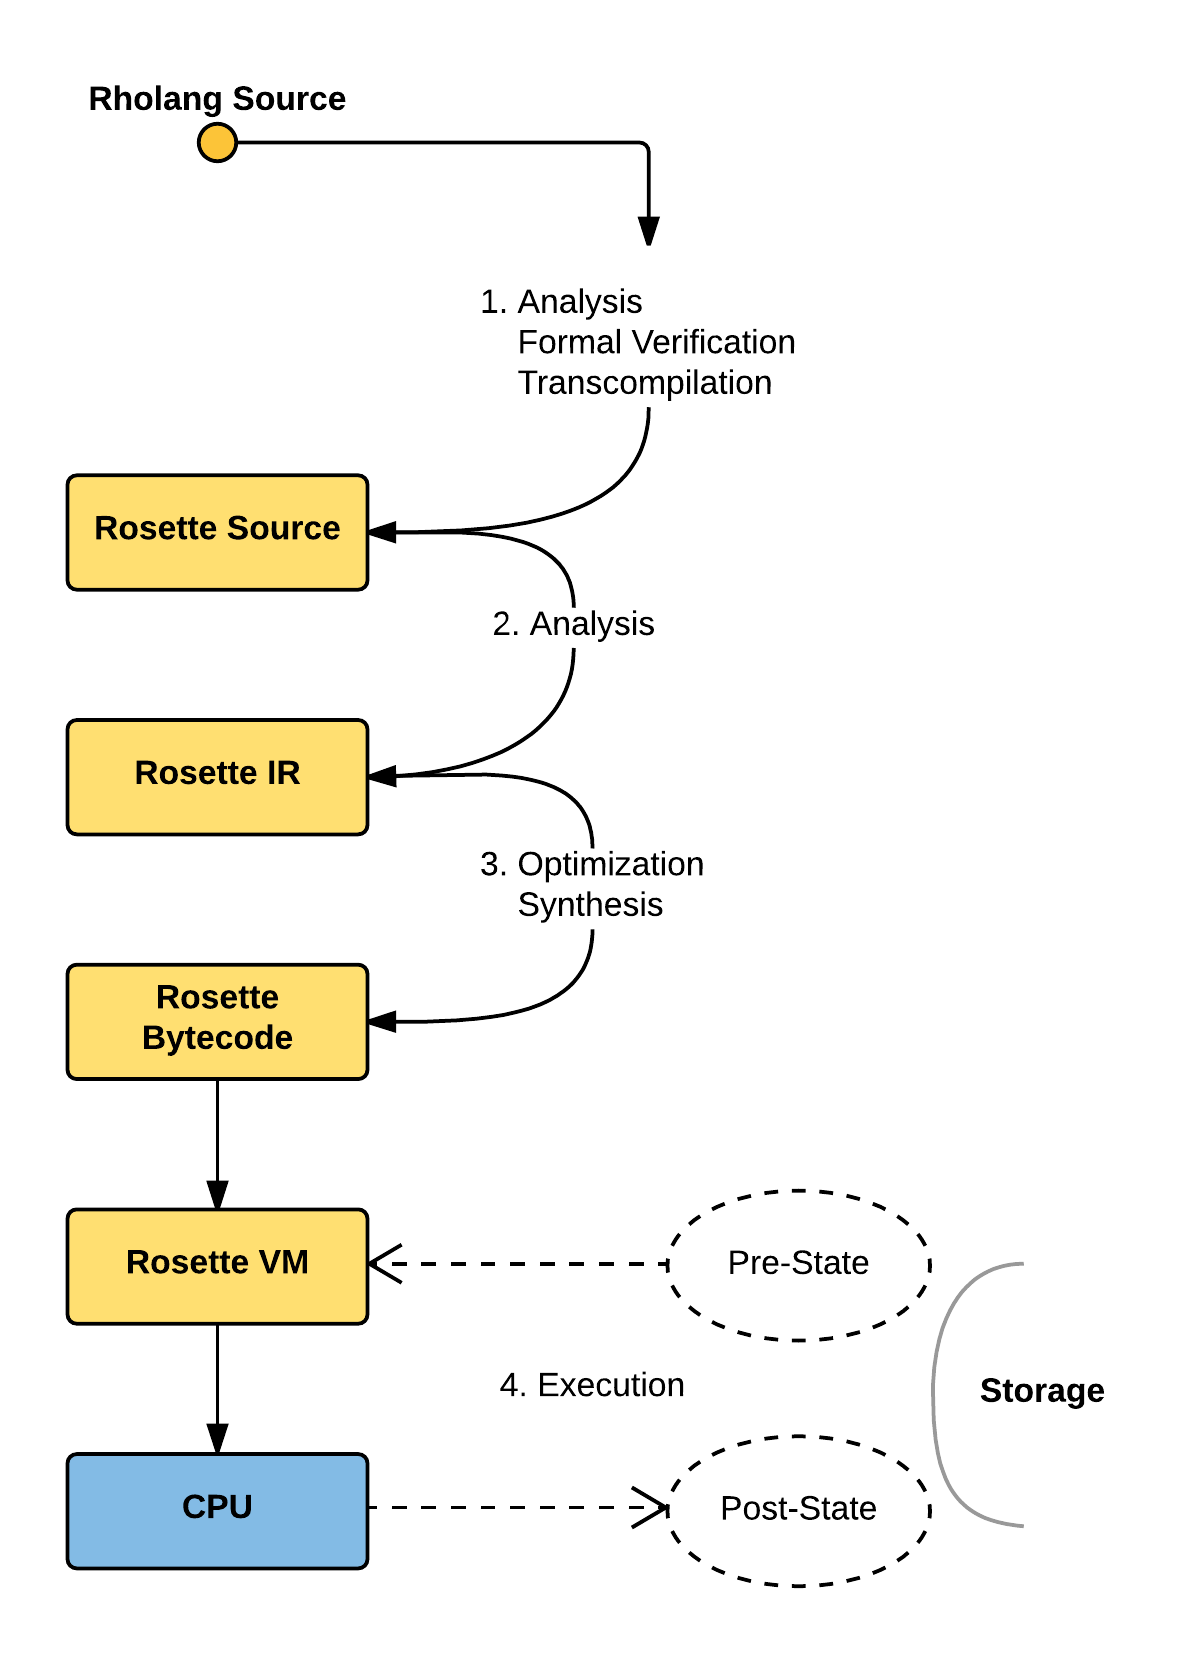 Rholang Source
1. Analysis
Formal Verification
Transcompilation
Rosette Source
2. Analysis
Rosette IR
3. Optimization
Synthesis
Rosette
Bytecode
Rosette VM
Pre-State
4. Execution
Storage
CPU
Post-State